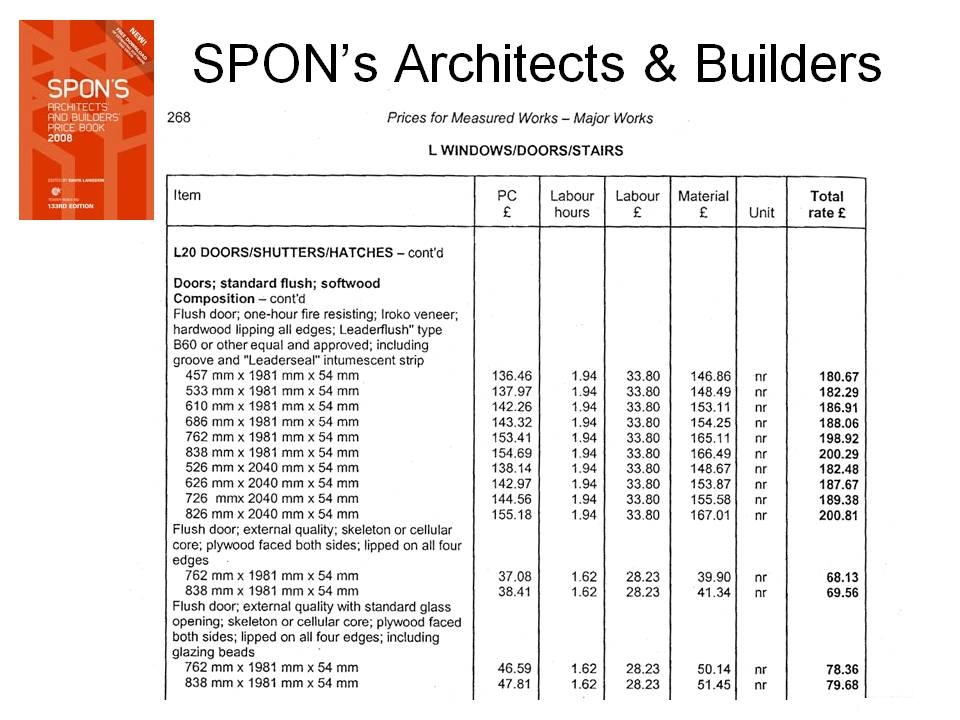 NEW!
FREE DOWNLOAD
SPON'S
ARCHITECTS'
AND BUILDERS'
PRICE BOOK
2008
EDITED BY DAVIS LANGDON
133RD EDITION
SPON's Architects & Builders
268 Prices for Measured Works – Major Works
L WINDOWS/DOORS/STAIRS
Item PC £ Labour hours Labour £ Material £ Unit Total rate £
L20 DOORS/SHUTTERS/HATCHES – cont'd
Doors; standard flush; softwood
Composition – cont'd
Flush door; one-hour fire resisting; Iroko veneer;
hardwood lipping all edges; Leaderflush" type
B60 or other equal and approved; including
groove and "Leaderseal" intumescent strip
457 mm x 1981 mm x 54 mm 136.46 1.94 33.80 146.86 nr 180.67
533 mm x 1981 mm x 54 mm 137.97 1.94 33.80 148.49 nr 182.29
610 mm x 1981 mm x 54 mm 142.26 1.94 33.80 153.11 nr 186.91
686 mm x 1981 mm x 54 mm 143.32 1.94 33.80 154.25 nr 188.06
762 mm x 1981 mm x 54 mm 153.41 1.94 33.80 165.11 nr 198.92
838 mm x 1981 mm x 54 mm 154.69 1.94 33.80 166.49 nr 200.29
526 mm x 2040 mm x 54 mm 138.14 1.94 33.80 148.67 nr 182.48
626 mm x 2040 mm x 54 mm 142.97 1.94 33.80 153.87 nr 187.67
726 mmx 2040 mm x 54 mm 144.56 1.94 33.80 155.58 nr 189.38
826 mm x 2040 mm x 54 mm 155.18 1.94 33.80 167.01 nr 200.81
Flush door; external quality; skeleton or cellular
core; plywood faced both sides; lipped on all four
edges
762 mm x 1981 mm x 54 mm 37.08 1.62 28.23 39.90 nr 68.13
838 mm x 1981 mm x 54 mm 38.41 1.62 28.23 41.34 nr 69.56
Flush door; external quality with standard glass
opening; skeleton or cellular core; plywood faced
both sides; lipped on all four edges; including
glazing beads
762 mm x 1981 mm x 54 mm 46.59 1.62 28.23 50.14 nr 78.36
838 mm x 1981 mm x 54 mm 47.81 1.62 28.23 51.45 nr 79.68